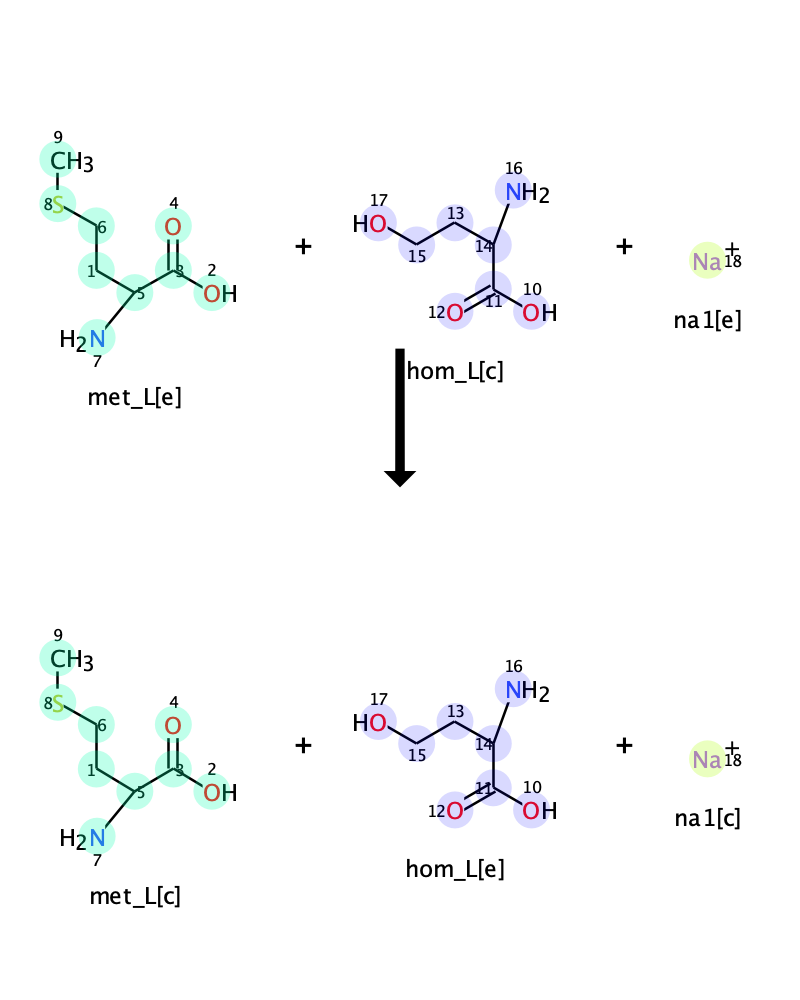 9
CH3
8S
6
1
4
O
3
2
OH
5
H2N
7
met_L[e]
+
17
HO
15
13
14
16
NH2
11
12O
10
OH
hom_L[c]
+
Na+
18
na1[e]
9
CH3
8S
6
1
4
O
3
2
OH
5
H2N
7
met_L[c]
+
17
HO
15
13
14
16
NH2
11
12O
10
OH
hom_L[e]
+
Na+
18
na1[c]